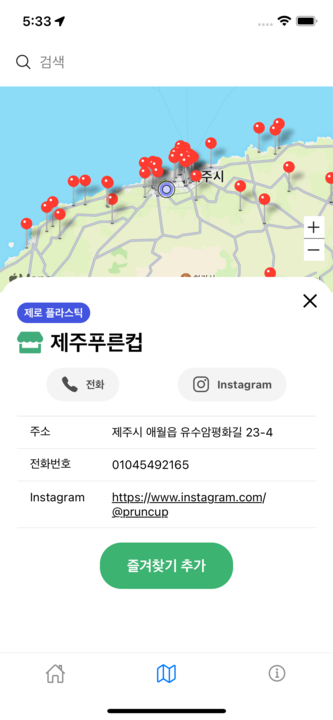 5:33
검색
주시
제로 플라스틱
제주푸른컵
전화
Instagram
주소
제주시 애월읍 유수암평화길 23-4
전화번호
01045492165
Instagram
https://www.instagram.com/
@pruncup
즐겨찾기 추가